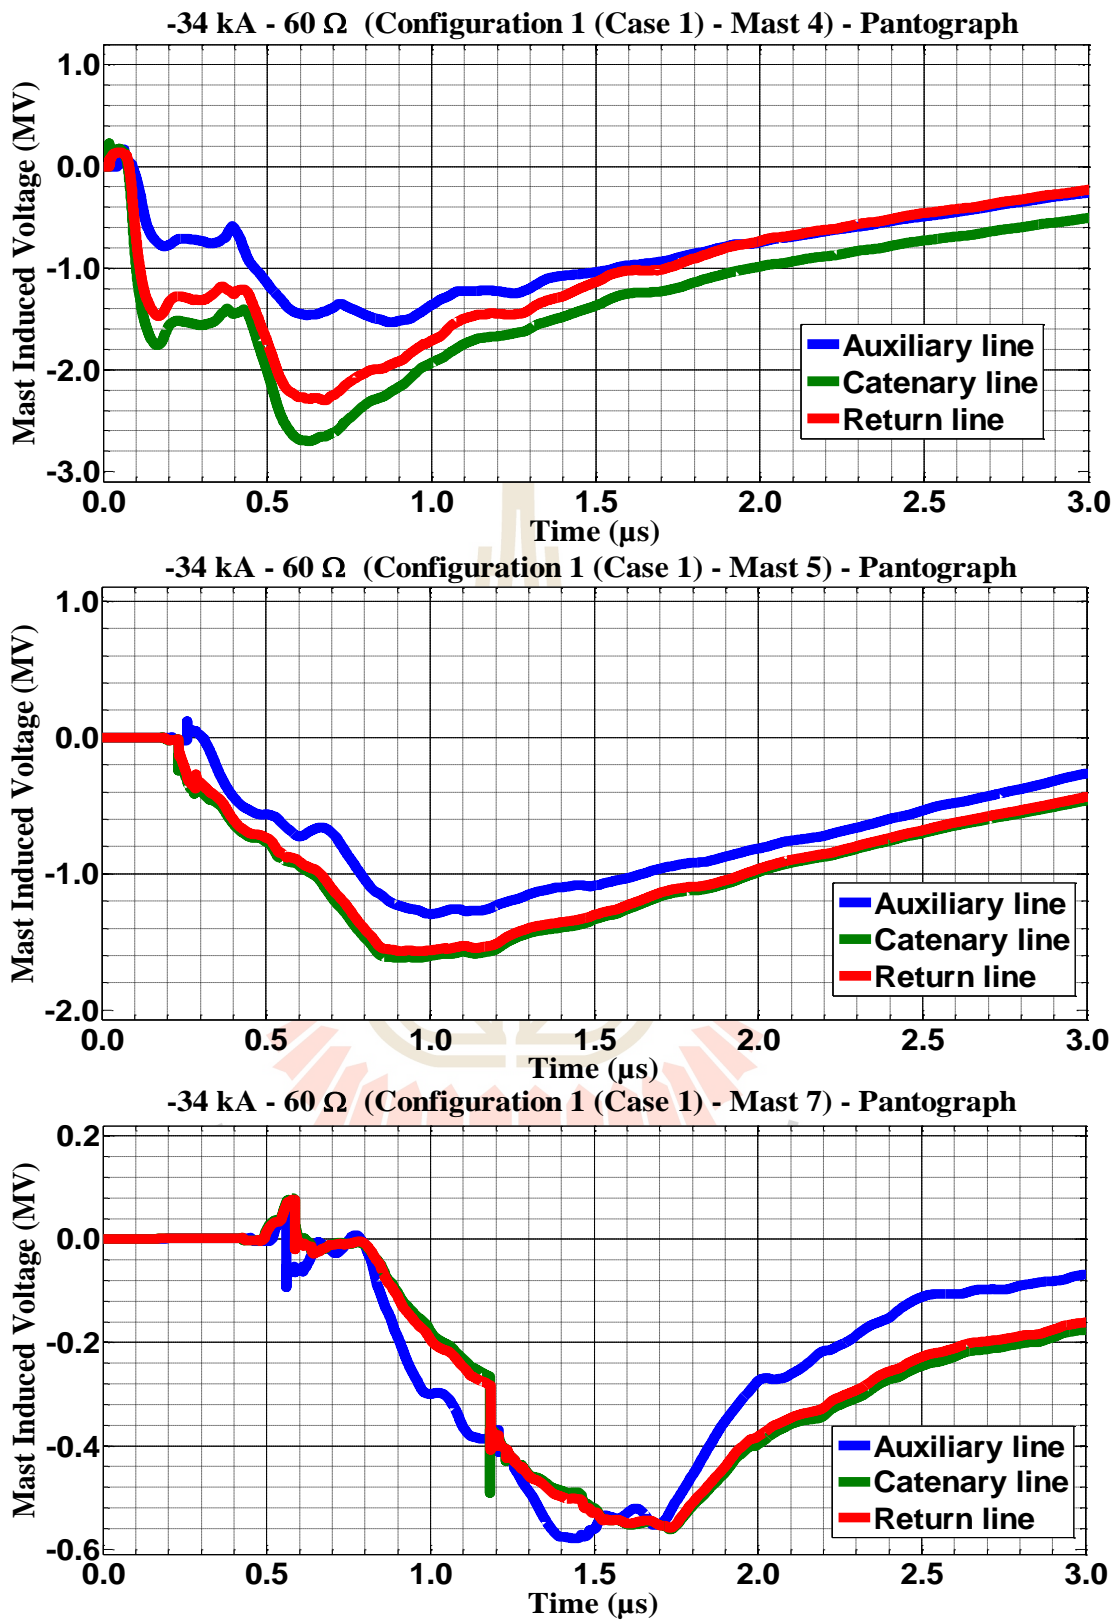 -34 kA - 60 Ω (Configuration 1 (Case 1) - Mast 4) - Pantograph
Mast Induced Voltage (MV)
1.0
0.0
-1.0
-2.0
-3.0
Auxiliary line
Catenary line
Return line
0.0 0.5 1.0 1.5 2.0 2.5 3.0
Time (µs)
-34 kA - 60 Ω (Configuration 1 (Case 1) - Mast 5) - Pantograph
Mast Induced Voltage (MV)
1.0
0.0
-1.0
-2.0
Auxiliary line
Catenary line
Return line
0.0 0.5 1.0 1.5 2.0 2.5 3.0
Time (µs)
-34 kA - 60 Ω (Configuration 1 (Case 1) - Mast 7) - Pantograph
Mast Induced Voltage (MV)
0.2
0.0
-0.2
-0.4
-0.6
Auxiliary line
Catenary line
Return line
0.0 0.5 1.0 1.5 2.0 2.5 3.0
Time (µs)